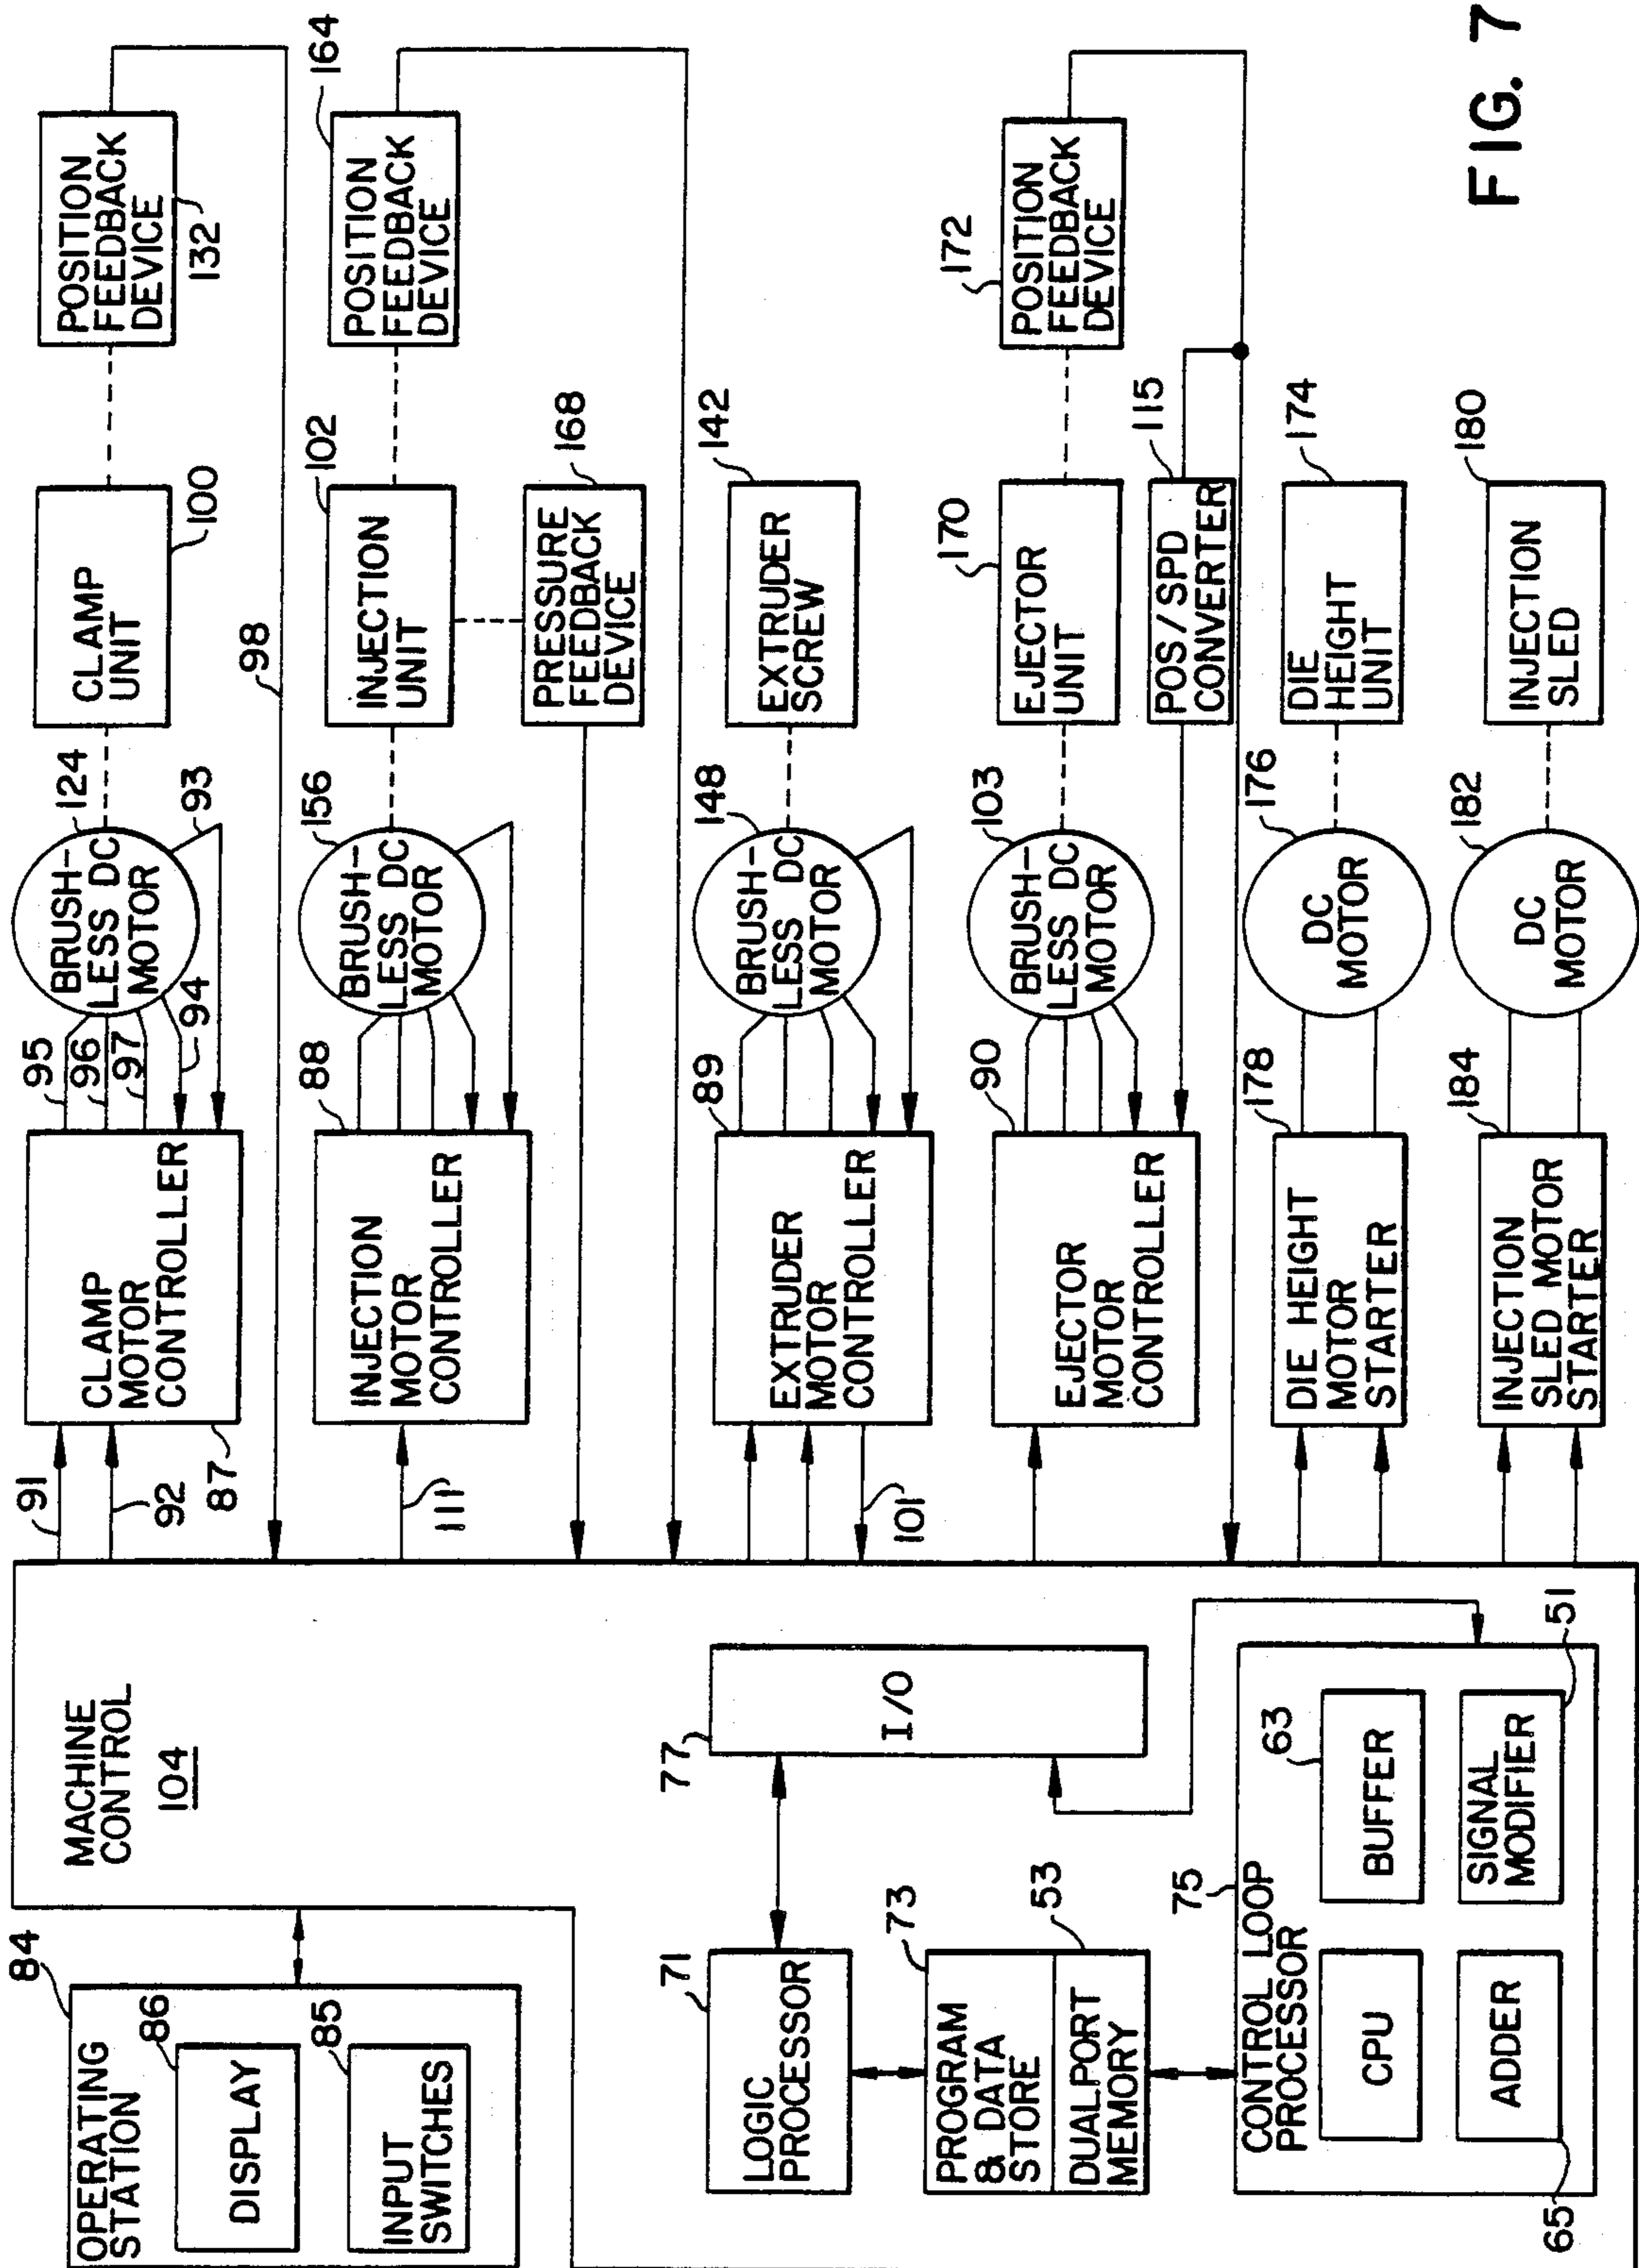 OPERATING
STATION
84
DISPLAY
86
INPUT
SWITCHES
85
MACHINE
CONTROL
104
LOGIC
PROCESSOR
71
PROGRAM
& DATA
STORE
73
DUALPORT
MEMORY
53
I/O
77
CONTROL LOOP
PROCESSOR
75
CPU
BUFFER
63
ADDER
65
SIGNAL
MODIFIER
51
91
92
CLAMP
MOTOR
CONTROLLER
87
95
96
97
94
93
BRUSH-
LESS DC
MOTOR
124
CLAMP
UNIT
100
POSITION
FEEDBACK
DEVICE
132
98
111
INJECTION
MOTOR
CONTROLLER
88
BRUSH-
LESS DC
MOTOR
156
INJECTION
UNIT
102
POSITION
FEEDBACK
DEVICE
164
PRESSURE
FEEDBACK
DEVICE
168
EXTRUDER
MOTOR
CONTROLLER
89
101
BRUSH-
LESS DC
MOTOR
148
EXTRUDER
SCREW
142
EJECTOR
MOTOR
CONTROLLER
90
BRUSH-
LESS DC
MOTOR
103
EJECTOR
UNIT
170
POSITION
FEEDBACK
DEVICE
172
POS/SPD
CONVERTER
115
DIE HEIGHT
MOTOR
STARTER
178
DC
MOTOR
176
DIE
HEIGHT
UNIT
174
INJECTION
SLED MOTOR
STARTER
184
DC
MOTOR
182
INJECTION
SLED
180
FIG. 7